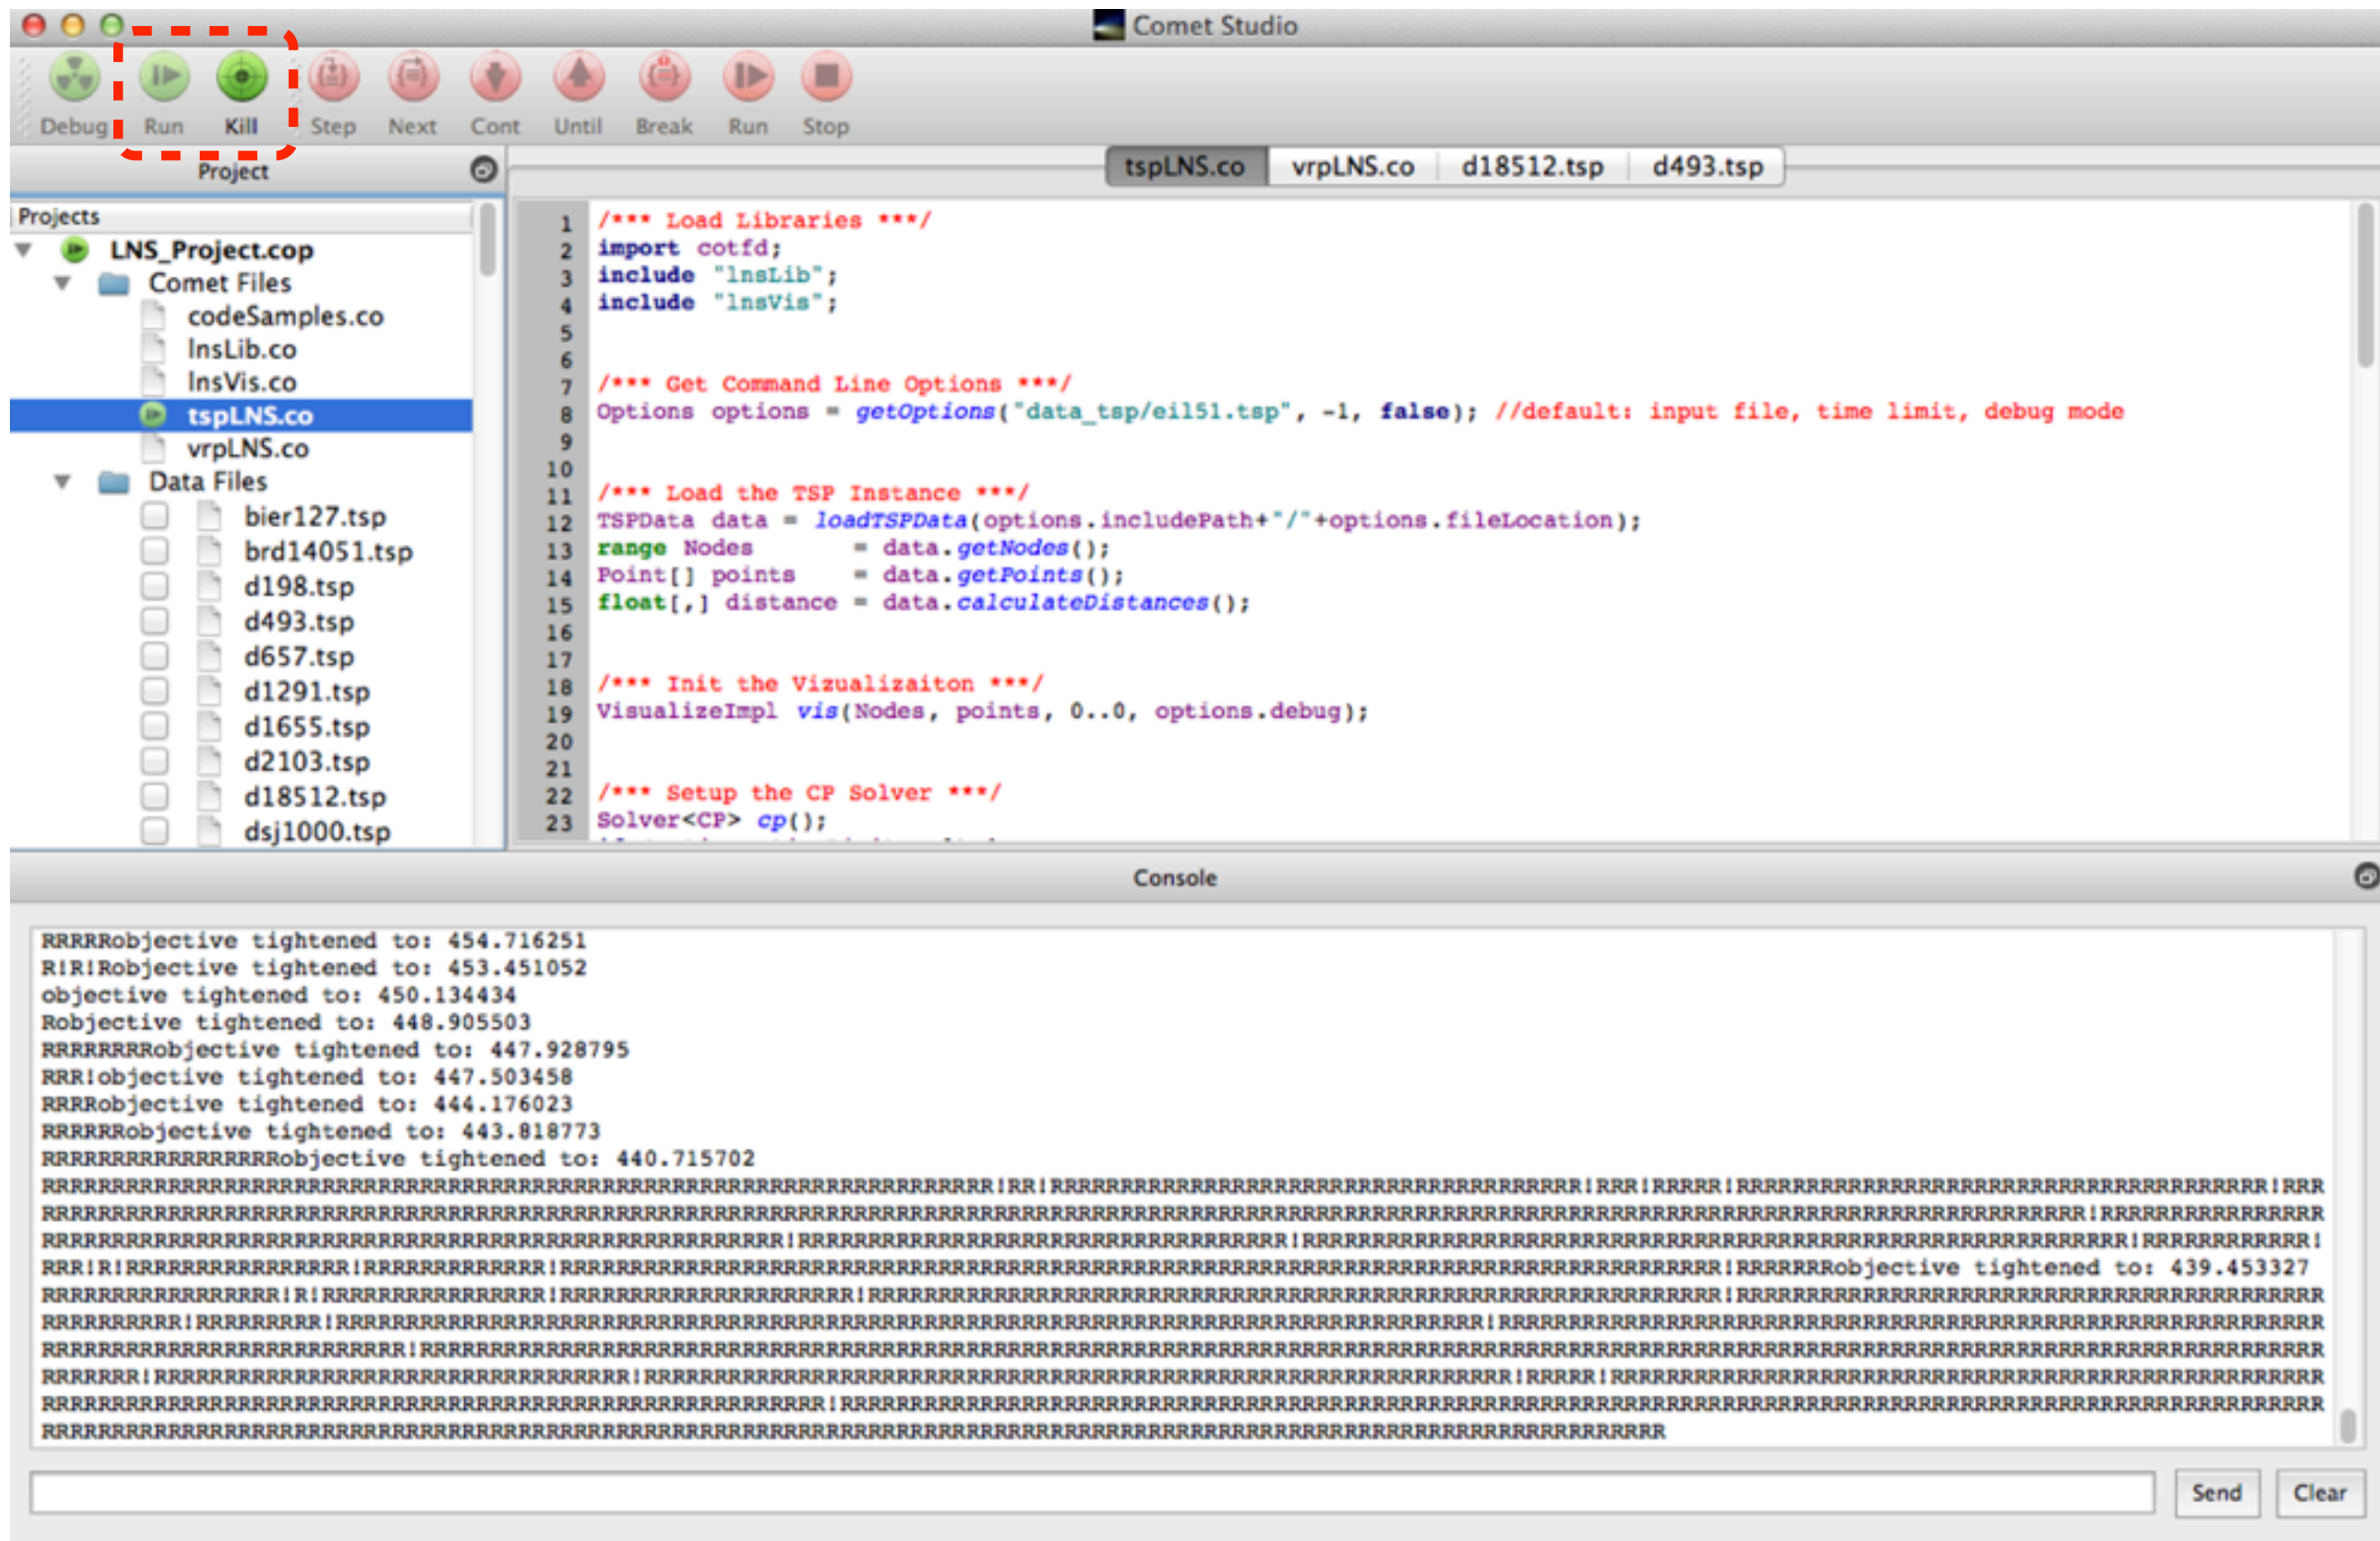 Comet Studio
Debug Run Kill Step Next Cont Until Break Run Stop
Project
tspLNS.co vrpLNS.co d18512.tsp d493.tsp
Projects
LNS_Project.cop
Comet Files
codeSamples.co
lnsLib.co
lnsVis.co
tspLNS.co
vrpLNS.co
Data Files
bier127.tsp
brd14051.tsp
d198.tsp
d493.tsp
d657.tsp
d1291.tsp
d1655.tsp
d2103.tsp
d18512.tsp
dsj1000.tsp
1 /*** Load Libraries ***/
2 import cotfd;
3 include "lnsLib";
4 include "lnsVis";
5
6
7 /*** Get Command Line Options ***/
8 Options options = getOptions("data_tsp/eil51.tsp", -1, false); //default: input file, time limit, debug mode
9
10
11 /*** Load the TSP Instance ***/
12 TSPData data = loadTSPData(options.includePath+"/"+options.fileLocation);
13 range Nodes = data.getNodes();
14 Point[] points = data.getPoints();
15 float[,] distance = data.calculateDistances();
16
17
18 /*** Init the Vizualizaiton ***/
19 VisualizeImpl vis(Nodes, points, 0..0, options.debug);
20
21
22 /*** Setup the CP Solver ***/
23 Solver<CP> cp();
Console
RRRRRobjective tightened to: 454.716251
R!R!Robjective tightened to: 453.451052
objective tightened to: 450.134434
Robjective tightened to: 448.905503
RRRRRRRRobjective tightened to: 447.928795
RRR!objective tightened to: 447.503458
RRRRobjective tightened to: 444.176023
RRRRRRobjective tightened to: 443.818773
RRRRRRRRRRRRRRRRRobjective tightened to: 440.715702
objective tightened to: 439.453327
Send Clear